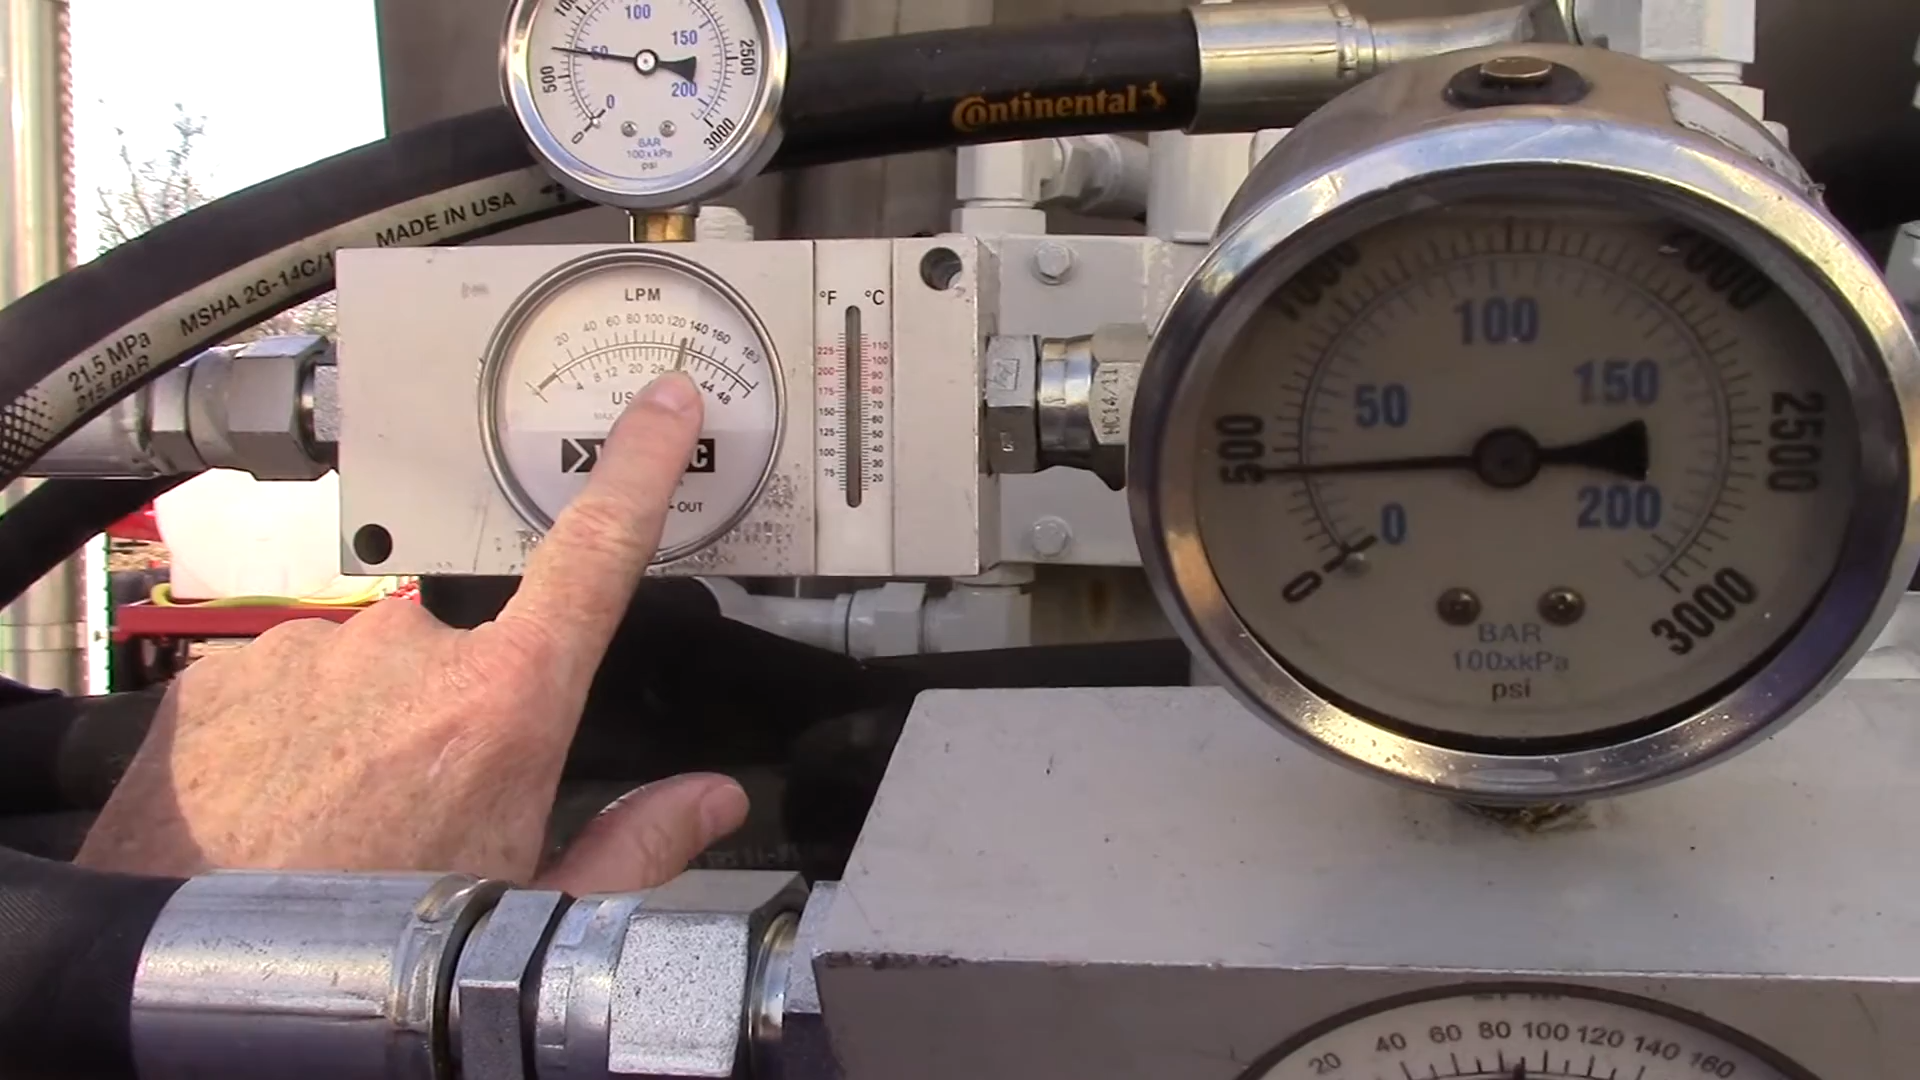 100
50
150
500
2500
0
200
0
3000
BAR
100xkPa
psi
Continental
MADE IN USA
MSHA 2G-14C/1
21.5 MPa
215 BAR
LPM
20 40 60 80 100 120 140 160 180
4 8 12 20 28 44 48
US
OUT
°F °C
225
200
175
150
125
100
75
110
100
90
80
70
60
50
40
30
20
HC14/11
1000
2000
100
50
150
500
2500
0
200
0
3000
BAR
100xkPa
psi
20 40 60 80 100 120 140 160